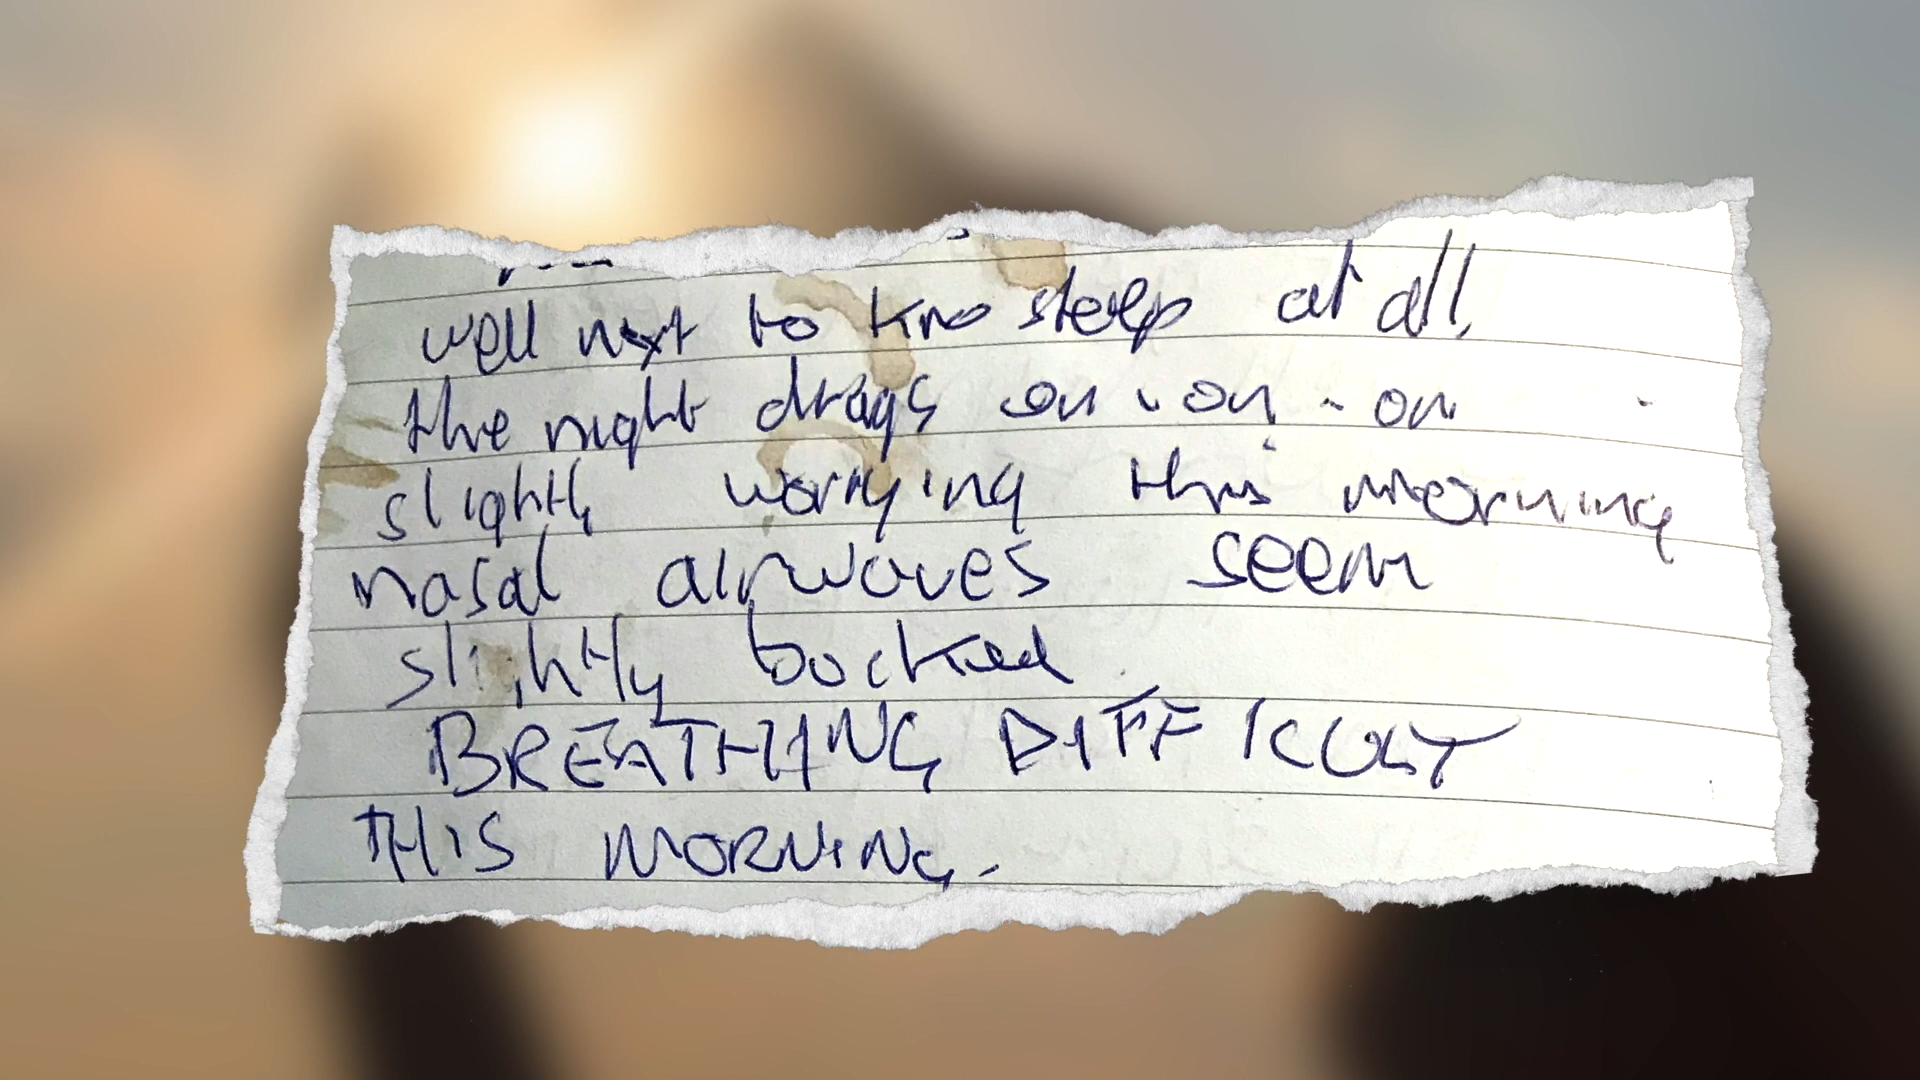 well next to kno sleep at all,
the night drags on - on - on
slightly worrying this morning
nasal airwaves seem
slightly bocked
BREATHING DIFFICULT
THIS MORNING.